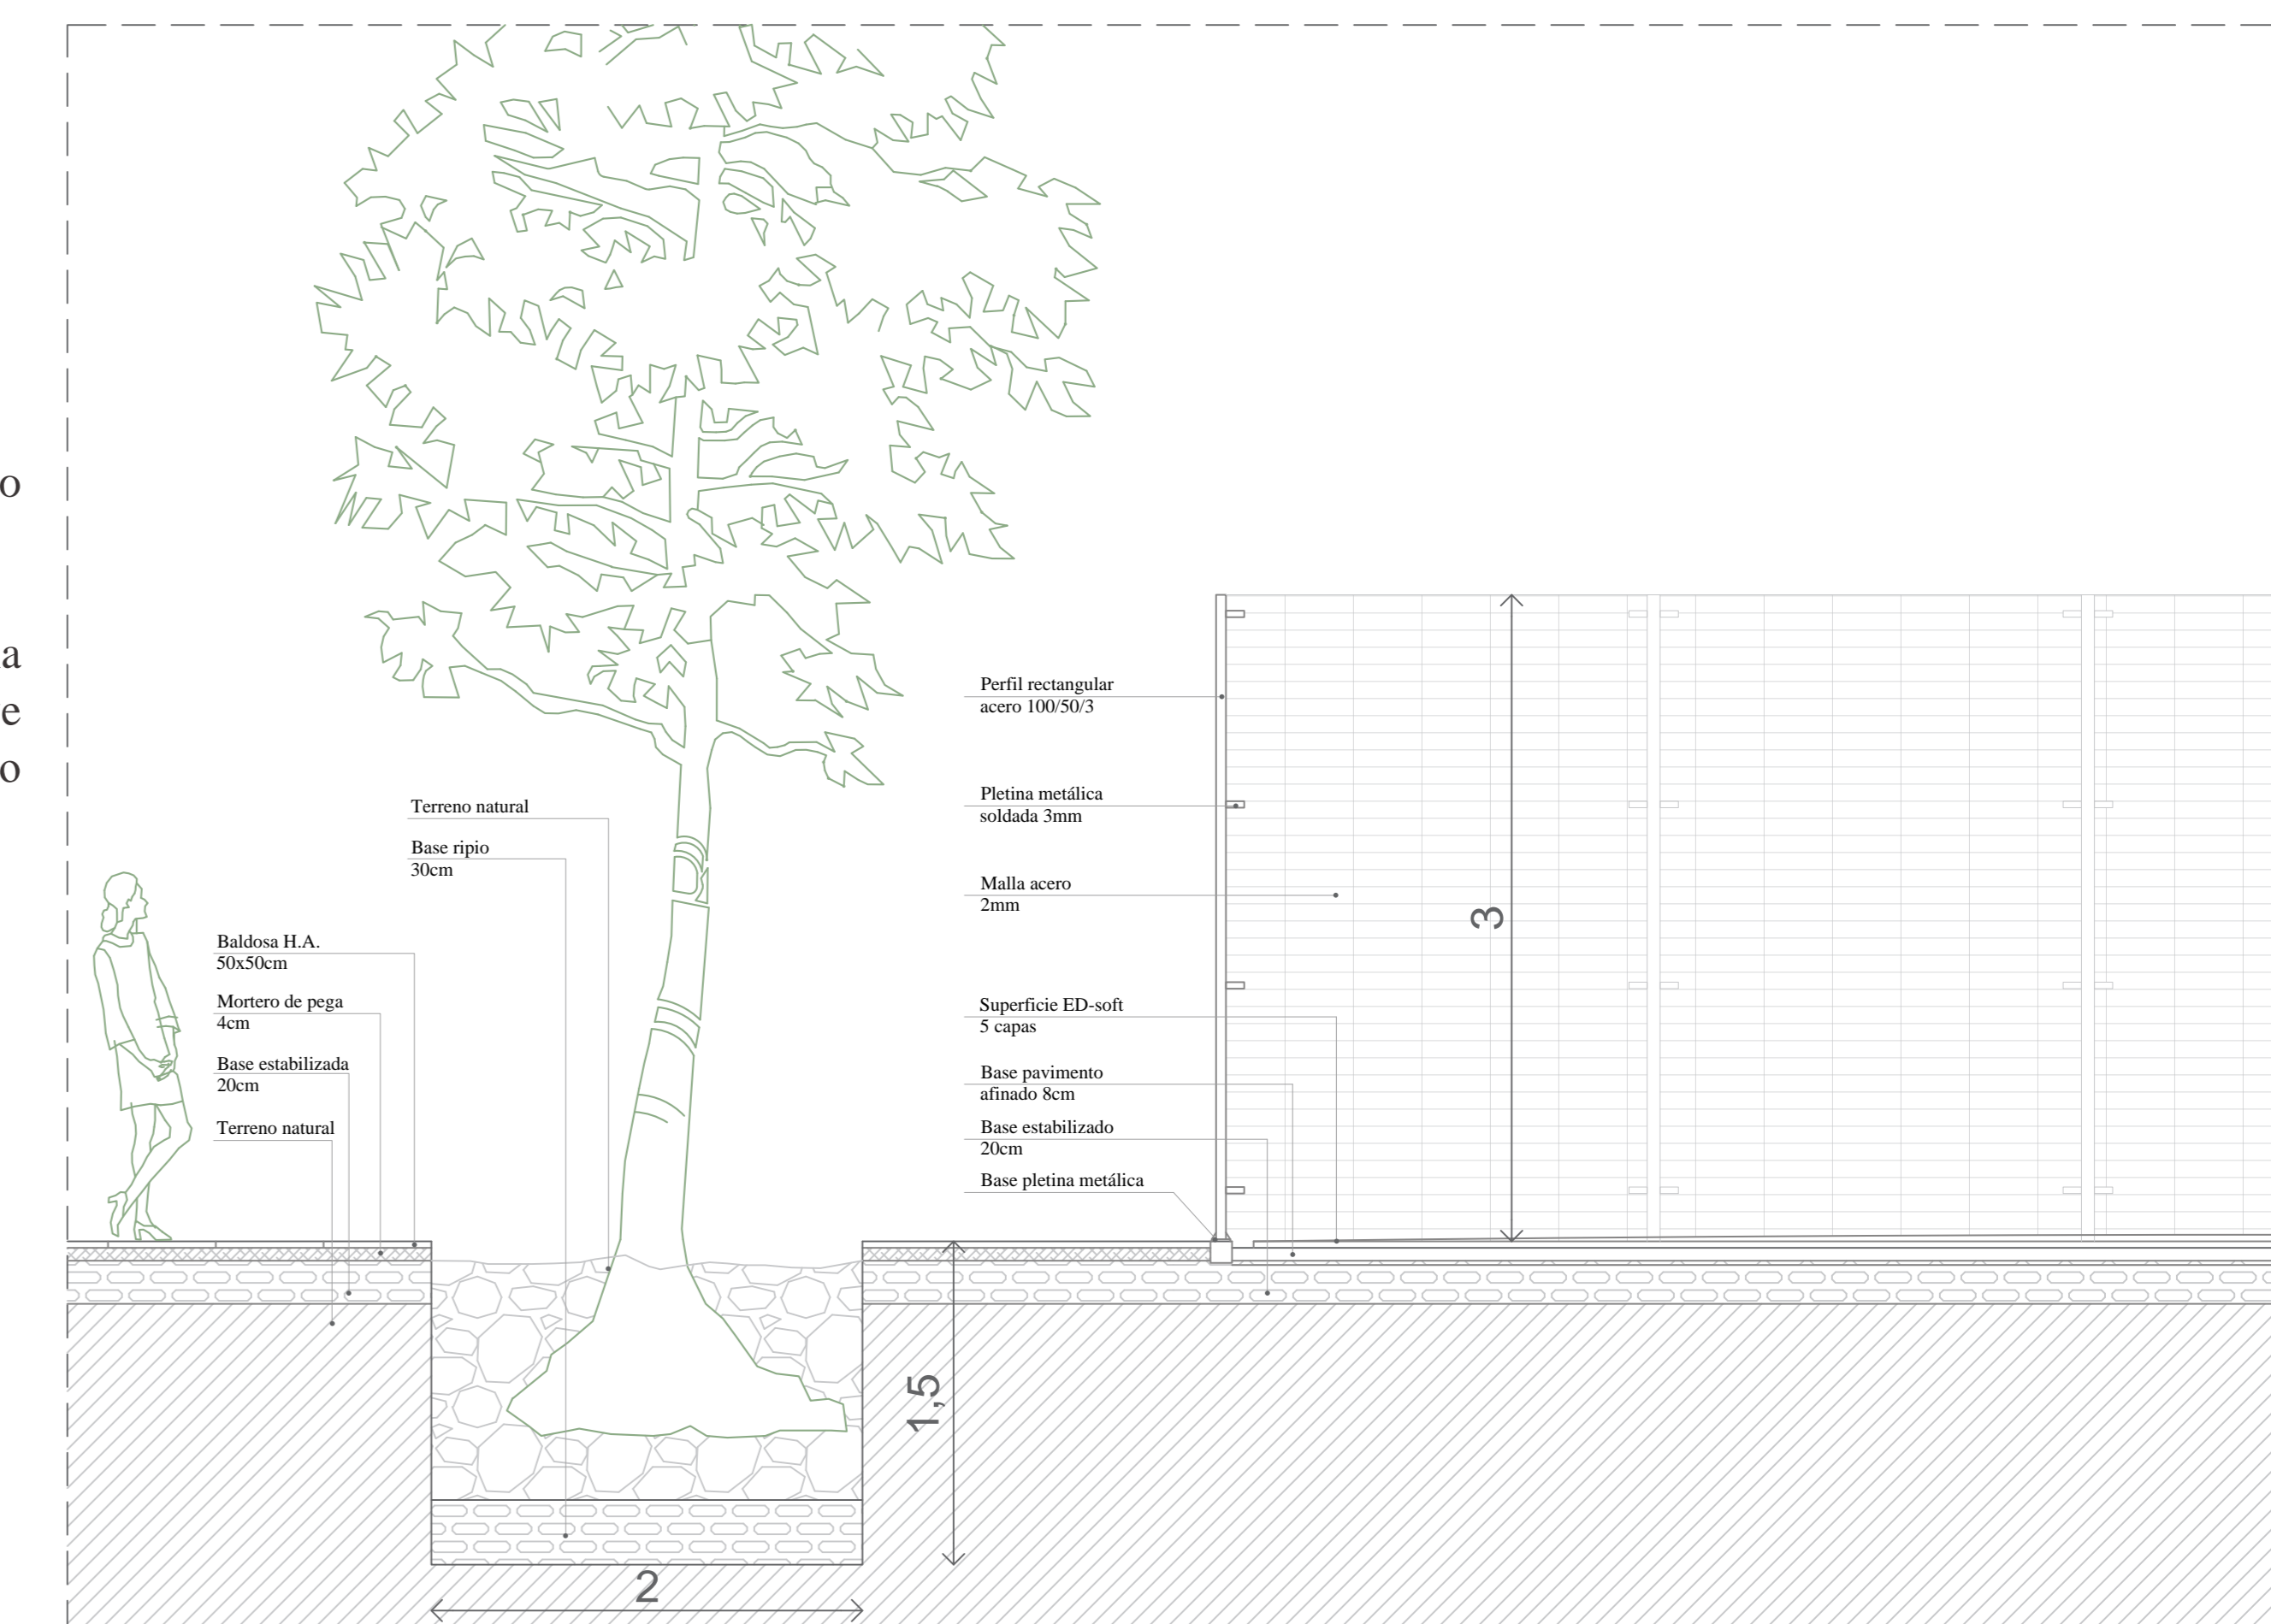 o
a
e
o
Terreno natural
Base ripio
30cm
Baldosa H.A.
50x50cm
Mortero de pega
4cm
Base estabilizada
20cm
Terreno natural
Perfil rectangular
acero 100/50/3
Pletina metálica
soldada 3mm
Malla acero
2mm
Superficie ED-soft
5 capas
Base pavimento
afinado 8cm
Base estabilizado
20cm
Base pletina metálica
3
1,5
2